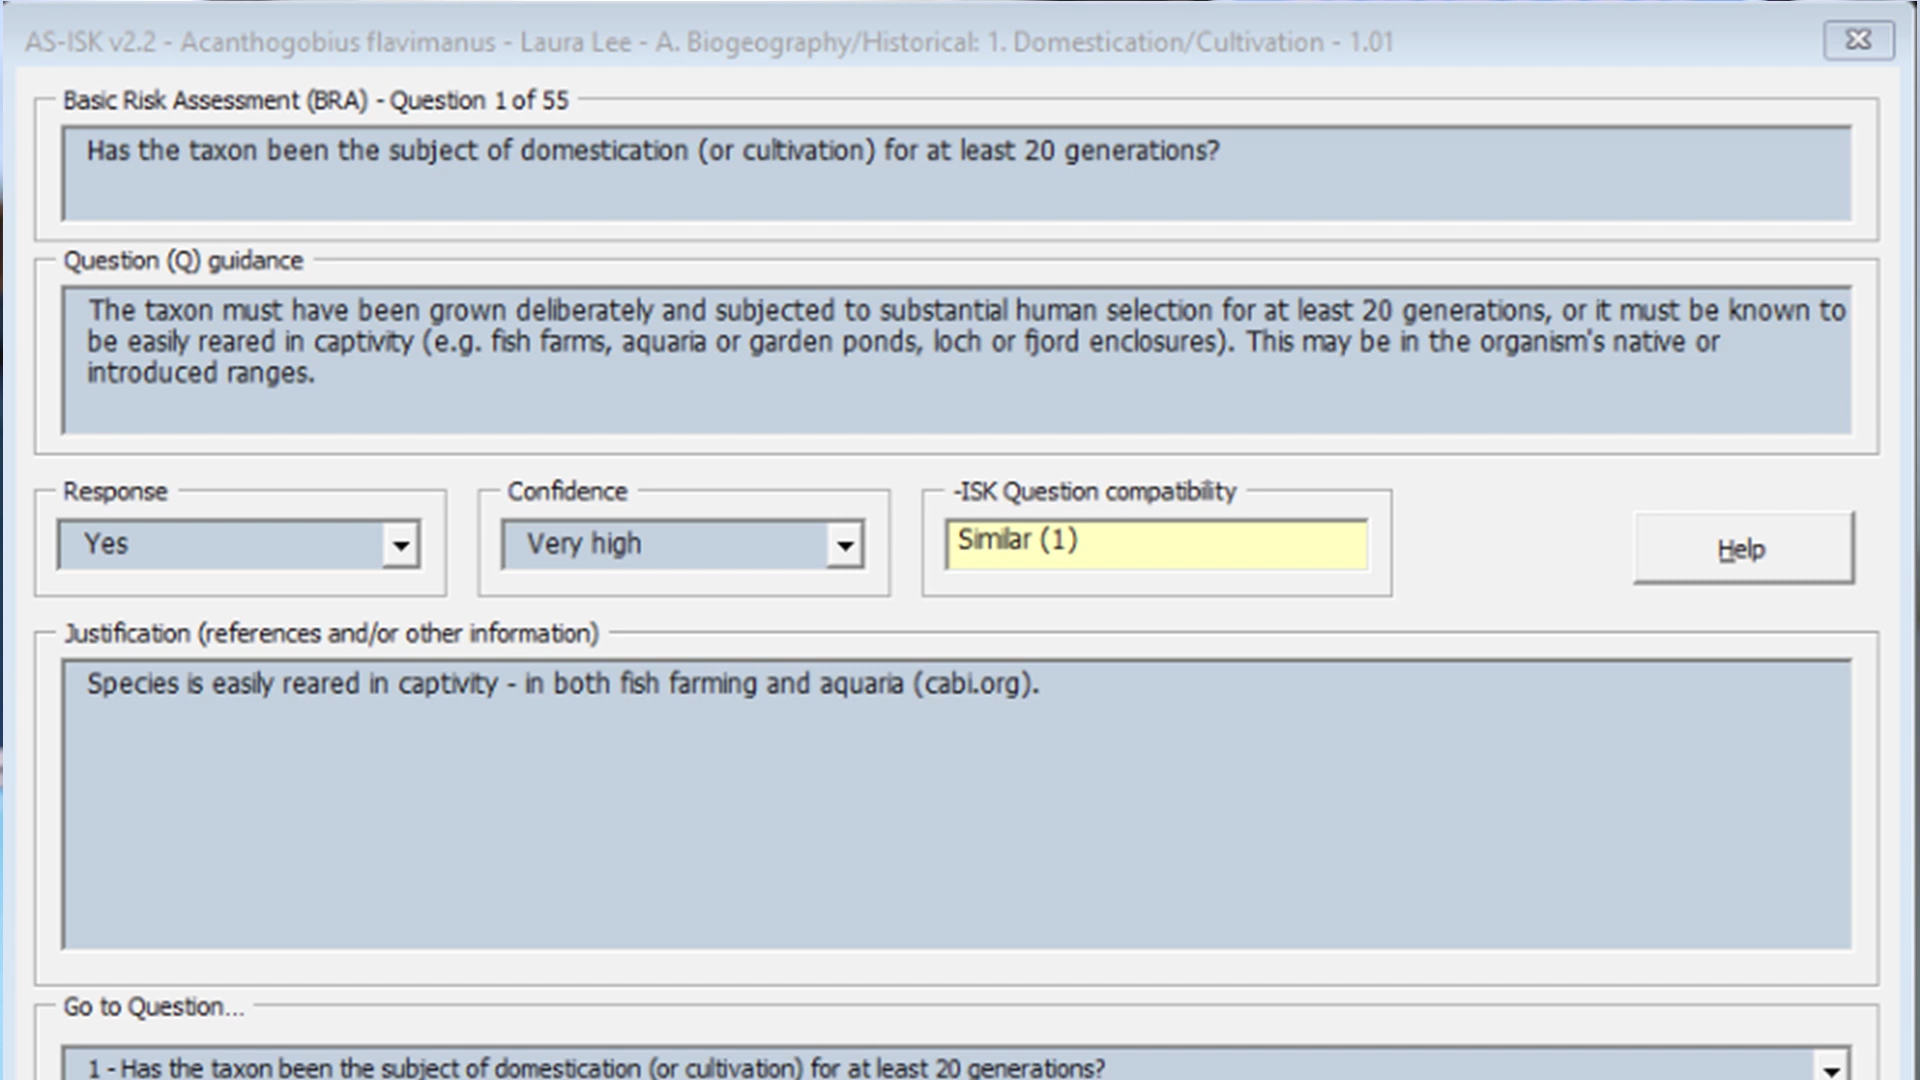 AS-ISK v2.2 - Acanthogobius flavimanus - Laura Lee - A. Biogeography/Historical: 1. Domestication/Cultivation - 1.01
Basic Risk Assessment (BRA) - Question 1 of 55
Has the taxon been the subject of domestication (or cultivation) for at least 20 generations?
Question (Q) guidance
The taxon must have been grown deliberately and subjected to substantial human selection for at least 20 generations, or it must be known to
be easily reared in captivity (e.g. fish farms, aquaria or garden ponds, loch or fjord enclosures). This may be in the organism's native or
introduced ranges.
Response
Confidence
-ISK Question compatibility
Yes
Very high
Similar (1)
Help
Justification (references and/or other information)
Species is easily reared in captivity - in both fish farming and aquaria (cabi.org).
Go to Question...
1 - Has the taxon been the subject of domestication (or cultivation) for at least 20 generations?